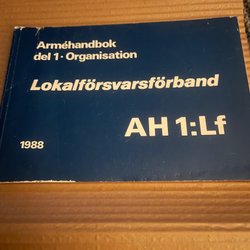 Arméhandbok
del 1 · Organisation
Lokalförsvarsförband
AH 1:Lf
1988